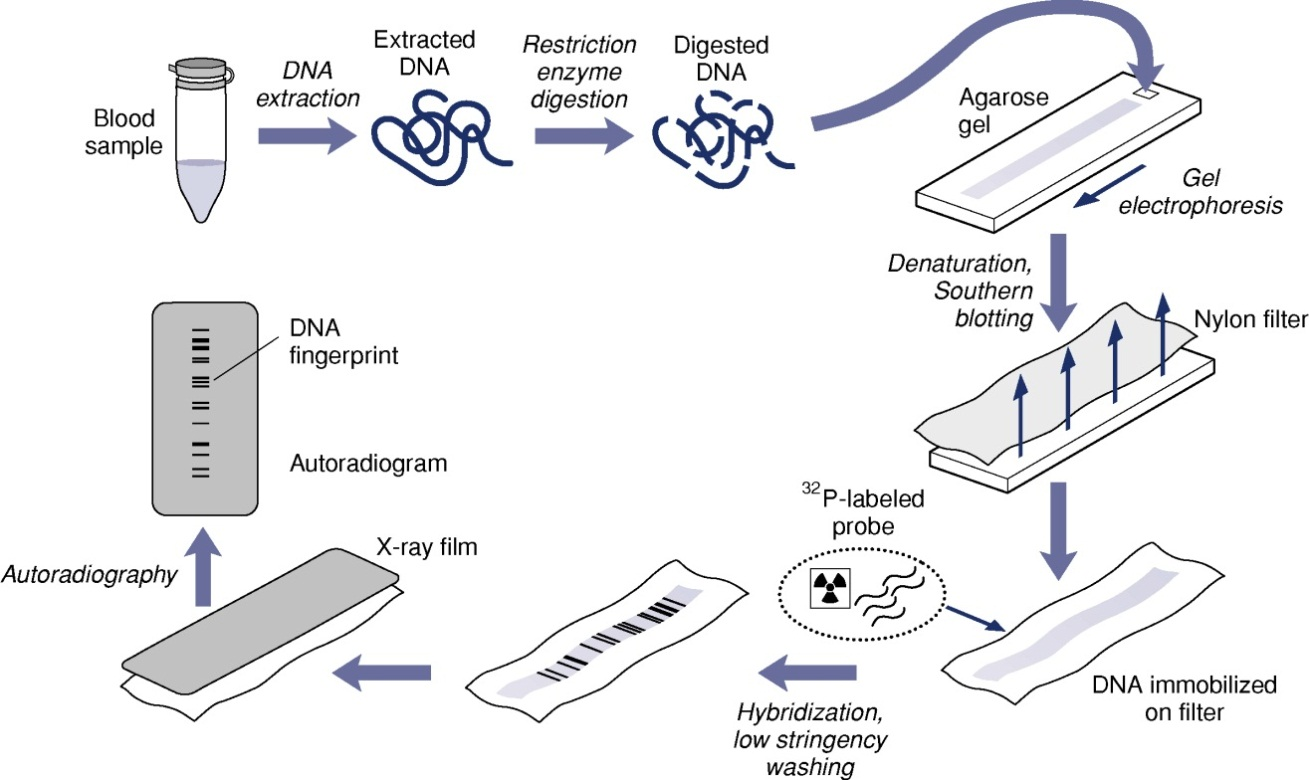 Blood
sample
DNA
extraction
Extracted
DNA
Restriction
enzyme
digestion
Digested
DNA
Agarose
gel
Gel
electrophoresis
Denaturation,
Southern
blotting
Nylon filter
DNA immobilized
on filter
32P-labeled
probe
Hybridization,
low stringency
washing
X-ray film
Autoradiography
DNA
fingerprint
Autoradiogram